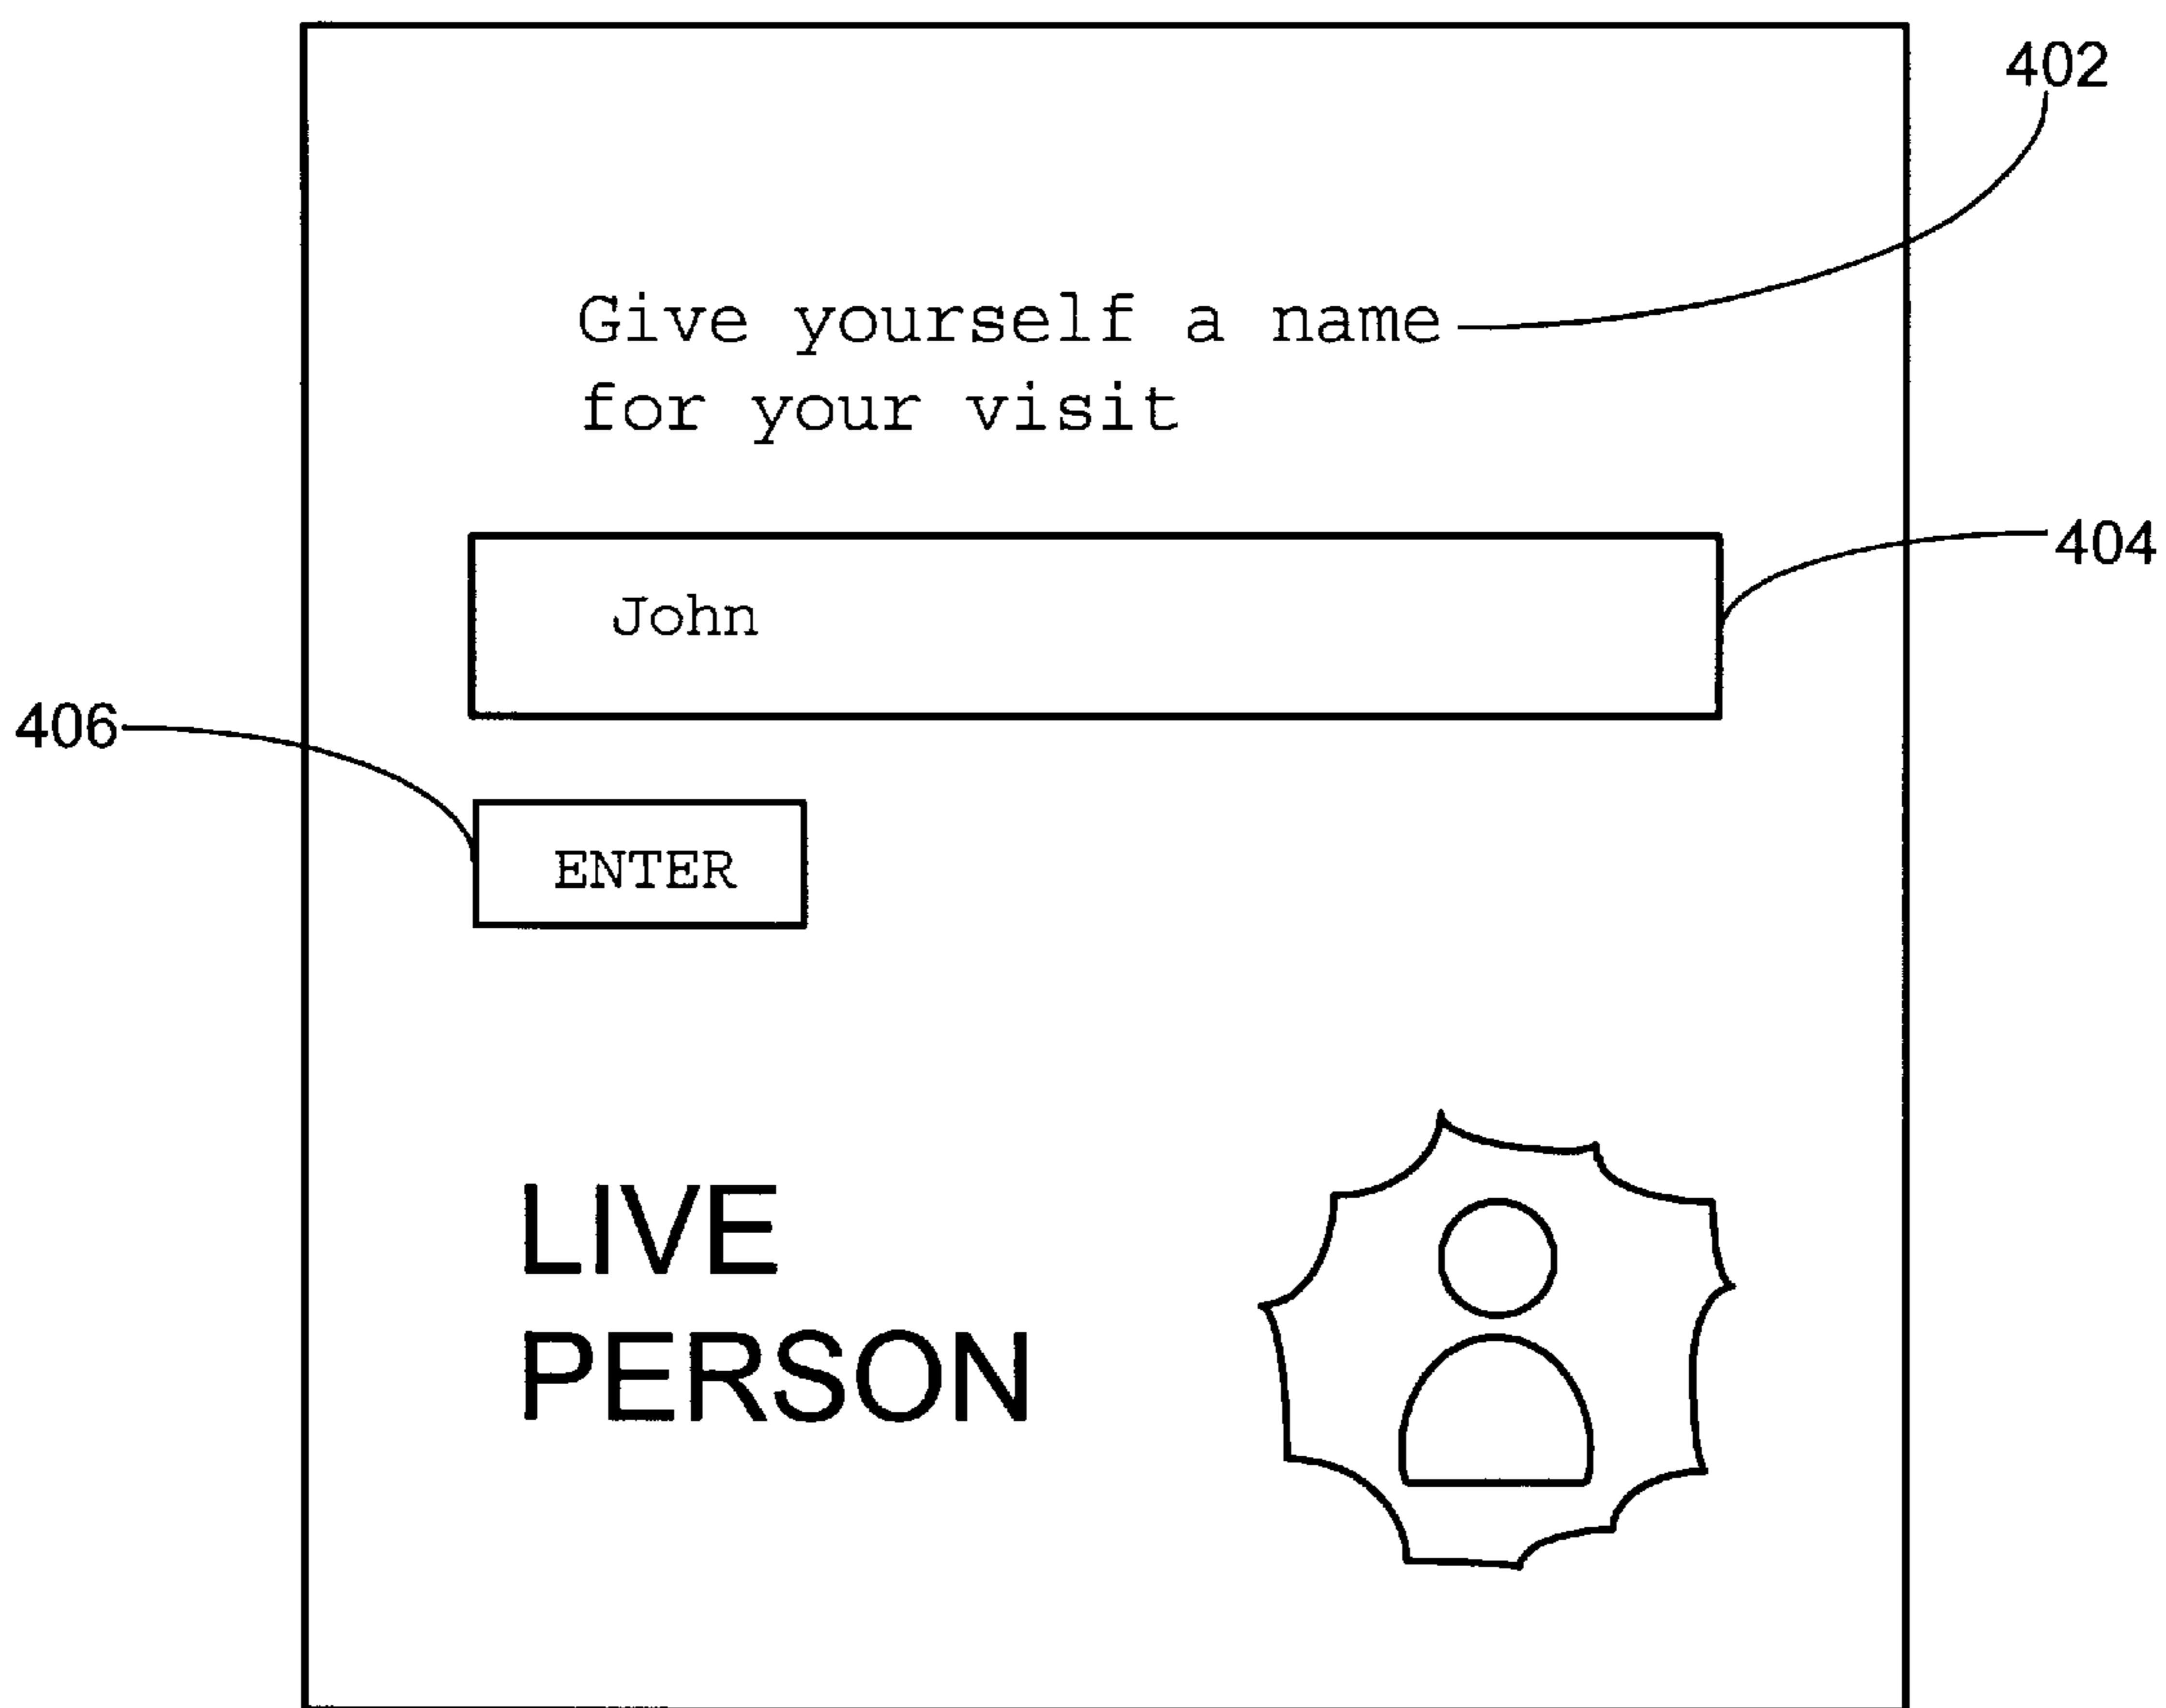 402
Give yourself a name
for your visit
404
John
406
ENTER
LIVE
PERSON